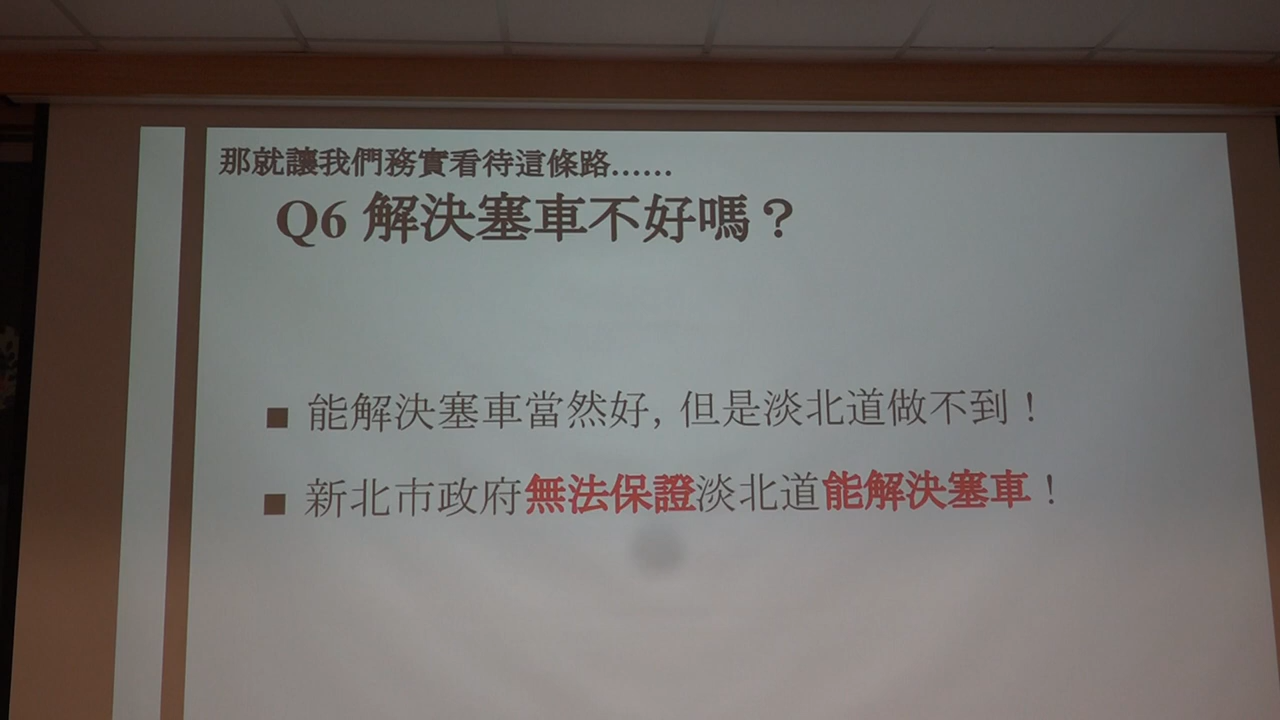 那就讓我們務實看待這條路……
Q6 解決塞車不好嗎？
■ 能解決塞車當然好, 但是淡北道做不到！
■ 新北市政府無法保證淡北道能解決塞車！